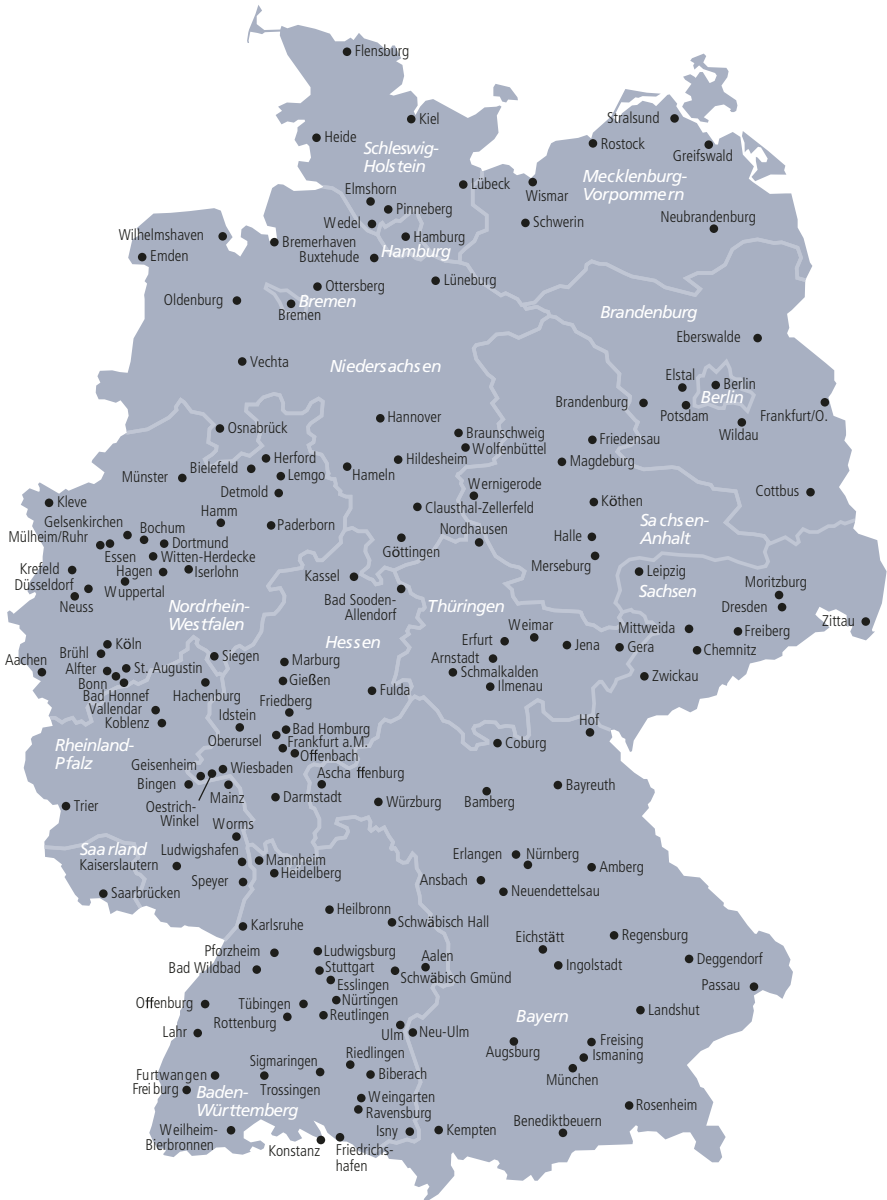 Flensburg
Kiel
Stralsund
Heide
Rostock
Schleswig-
Holstein
Greifswald
Mecklenburg-
Vorpommern
Elmshorn
Lübeck
Wismar
Pinneberg
Wedel
Schwerin
Neubrandenburg
Wilhelmshaven
Bremerhaven
Hamburg
Hamburg
Emden
Buxtehude
Ottersberg
Lüneburg
Oldenburg
Bremen
Bremen
Brandenburg
Eberswalde
Vechta
Niedersachsen
Elstal
Berlin
Berlin
Brandenburg
Potsdam
Frankfurt/O.
Hannover
Wildau
Osnabrück
Braunschweig
Friedensau
Wolfenbüttel
Herford
Hildesheim
Magdeburg
Bielefeld
Lemgo
Hameln
Münster
Wernigerode
Detmold
Cottbus
Kleve
Köthen
Clausthal-Zellerfeld
Hamm
Gelsenkirchen
Bochum
Paderborn
Nordhausen
Sachsen-
Anhalt
Mülheim/Ruhr
Dortmund
Halle
Göttingen
Essen
Witten-Herdecke
Merseburg
Krefeld
Hagen
Iserlohn
Kassel
Leipzig
Düsseldorf
Wuppertal
Moritzburg
Neuss
Bad Sooden-
Allendorf
Sachsen
Nordrhein-
Westfalen
Thüringen
Dresden
Zittau
Weimar
Mittweida
Freiberg
Köln
Hessen
Erfurt
Jena
Gera
Chemnitz
Brühl
Siegen
Arnstadt
Aachen
Marburg
Alfter
St. Augustin
Schmalkalden
Zwickau
Bonn
Gießen
Ilmenau
Bad Honnef
Hachenburg
Fulda
Vallendar
Friedberg
Koblenz
Idstein
Hof
Bad Homburg
Oberursel
Frankfurt a.M.
Coburg
Rheinland-
Pfalz
Offenbach
Geisenheim
Wiesbaden
Aschaffenburg
Bingen
Mainz
Bayreuth
Darmstadt
Würzburg
Bamberg
Trier
Oestrich-
Winkel
Worms
Saarland
Ludwigshafen
Erlangen
Nürnberg
Kaiserslautern
Mannheim
Amberg
Heidelberg
Speyer
Ansbach
Saarbrücken
Neuendettelsau
Heilbronn
Karlsruhe
Schwäbisch Hall
Eichstätt
Regensburg
Pforzheim
Ludwigsburg
Aalen
Deggendorf
Bad Wildbad
Stuttgart
Ingolstadt
Schwäbisch Gmünd
Esslingen
Passau
Offenburg
Tübingen
Nürtingen
Landshut
Rottenburg
Reutlingen
Bayern
Lahr
Ulm
Neu-Ulm
Freising
Augsburg
Ismaning
Riedlingen
Sigmaringen
Furtwangen
Biberach
München
Freiburg
Trossingen
Baden-
Württemberg
Weingarten
Ravensburg
Rosenheim
Benediktbeuern
Weilheim-
Bierbronnen
Isny
Kempten
Konstanz
Friedrichs-
hafen